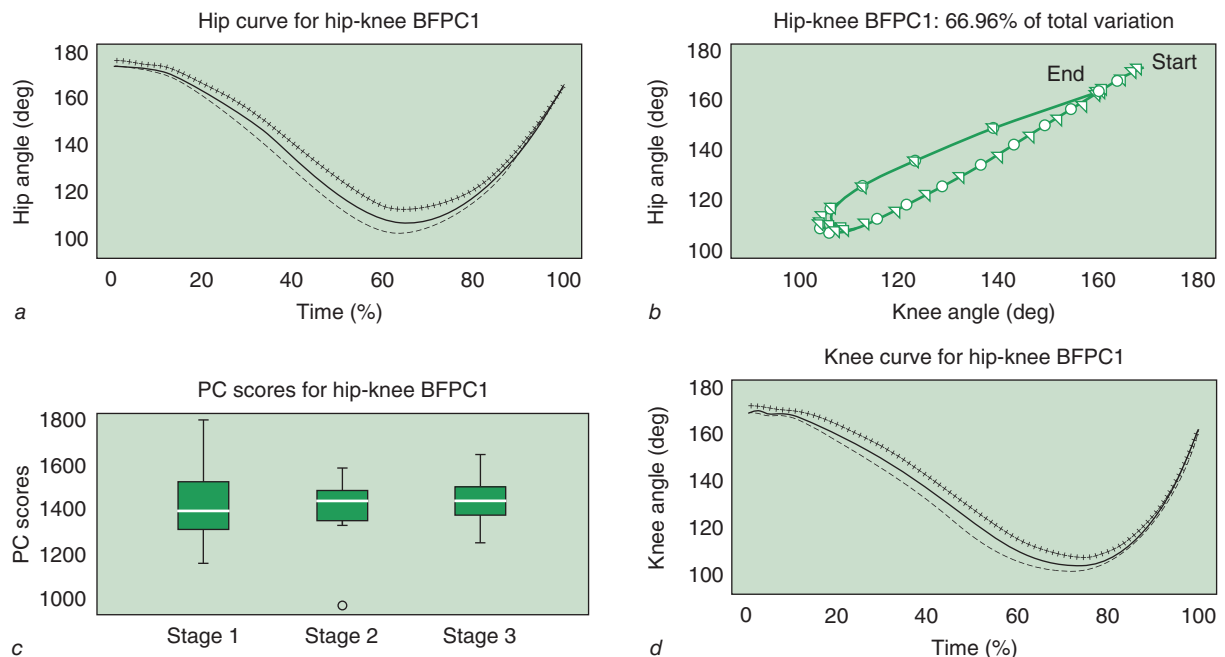 Hip curve for hip-knee BFPC1
180
160
140
120
100
Hip angle (deg)
0 20 40 60 80 100
Time (%)
a
Hip-knee BFPC1: 66.96% of total variation
180
160
140
120
100
Hip angle (deg)
End
Start
100 120 140 160 180
Knee angle (deg)
b
PC scores for hip-knee BFPC1
1800
1600
1400
1200
1000
PC scores
Stage 1 Stage 2 Stage 3
c
Knee curve for hip-knee BFPC1
180
160
140
120
100
Knee angle (deg)
0 20 40 60 80 100
Time (%)
d